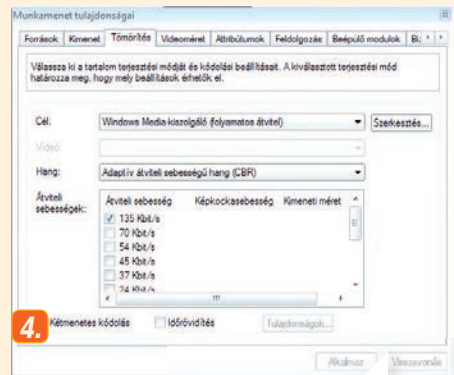 Munkamenet tulajdonságai
Források Kimenet Tömörítés Videoméret Attribútumok Feldolgozás Beépülő modulok
Válassza ki a tartalom terjesztési módját és kódolási beállításait. A kiválasztott terjesztési mód
határozza meg, hogy mely beállítások érhetők el.
Cél: Windows Media-kiszolgáló (folyamatos átvitel) Szerkesztés...
Videó:
Hang: Adaptív átviteli sebességű hang (CBR)
Átviteli sebességek: Átviteli sebesség Képkockasebesség Kimeneti méret
135 Kbit/s
70 Kbit/s
54 Kbit/s
45 Kbit/s
37 Kbit/s
24 Kbit/s
4. Kétmenetes kódolás Időrövidítés Tulajdonságok...
Alkalmaz Visszavonás